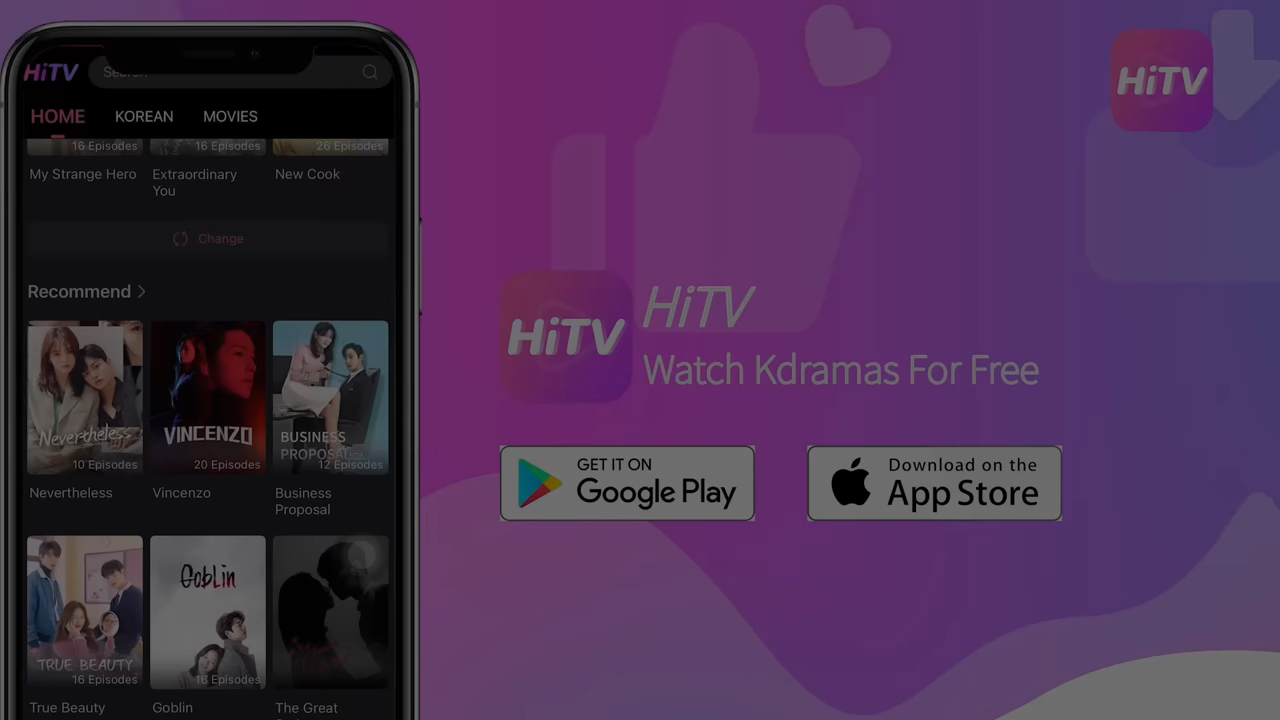 HiTV
Search
HOME KOREAN MOVIES
16 Episodes 16 Episodes 26 Episodes
My Strange Hero
Extraordinary
You
New Cook
Change
Recommend >
Nevertheless
10 Episodes
VINCENZO
20 Episodes
BUSINESS
PROPOSAL
12 Episodes
Nevertheless
Vincenzo
Business
Proposal
TRUE BEAUTY
16 Episodes
GOBLIN
16 Episodes
True Beauty
Goblin
The Great
HiTV
HiTV
HiTV
Watch Kdramas For Free
GET IT ON
Google Play
Download on the
App Store